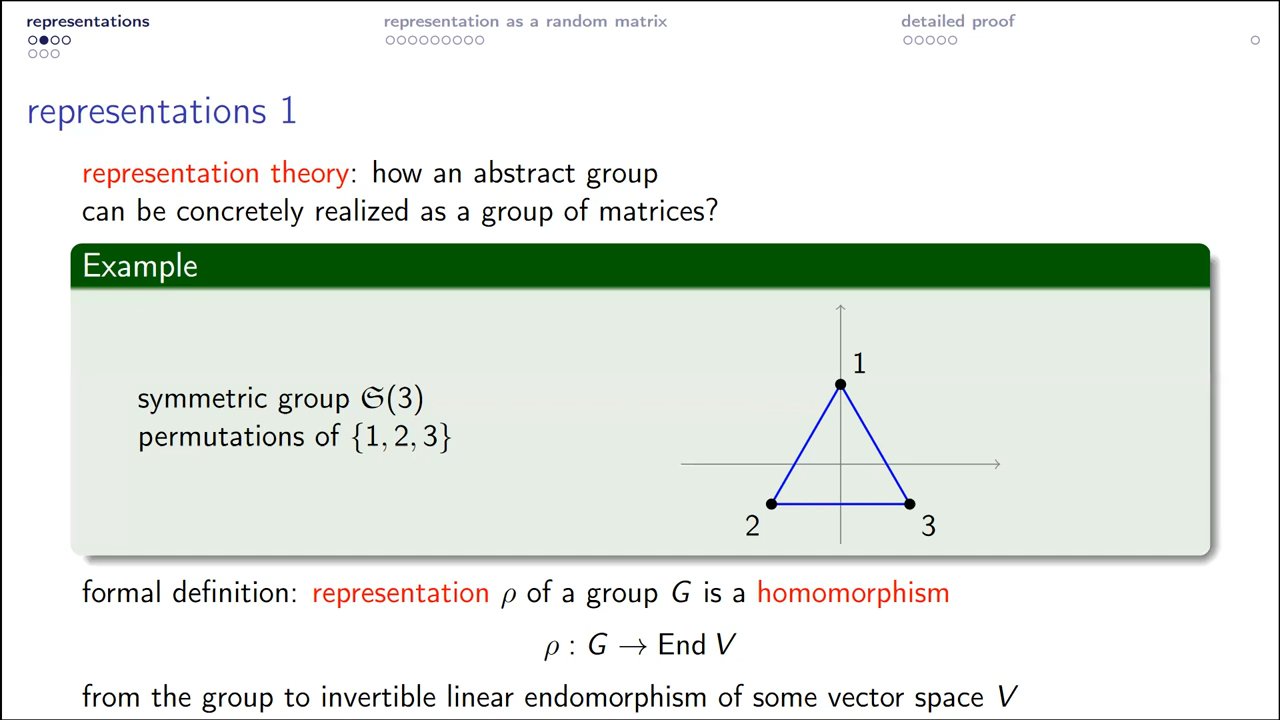 representations
representation as a random matrix
detailed proof
representations 1
representation theory: how an abstract group
can be concretely realized as a group of matrices?
Example
symmetric group 𝔖(3)
permutations of {1, 2, 3}
1
2
3
formal definition: representation ρ of a group G is a homomorphism
ρ : G → End V
from the group to invertible linear endomorphism of some vector space V